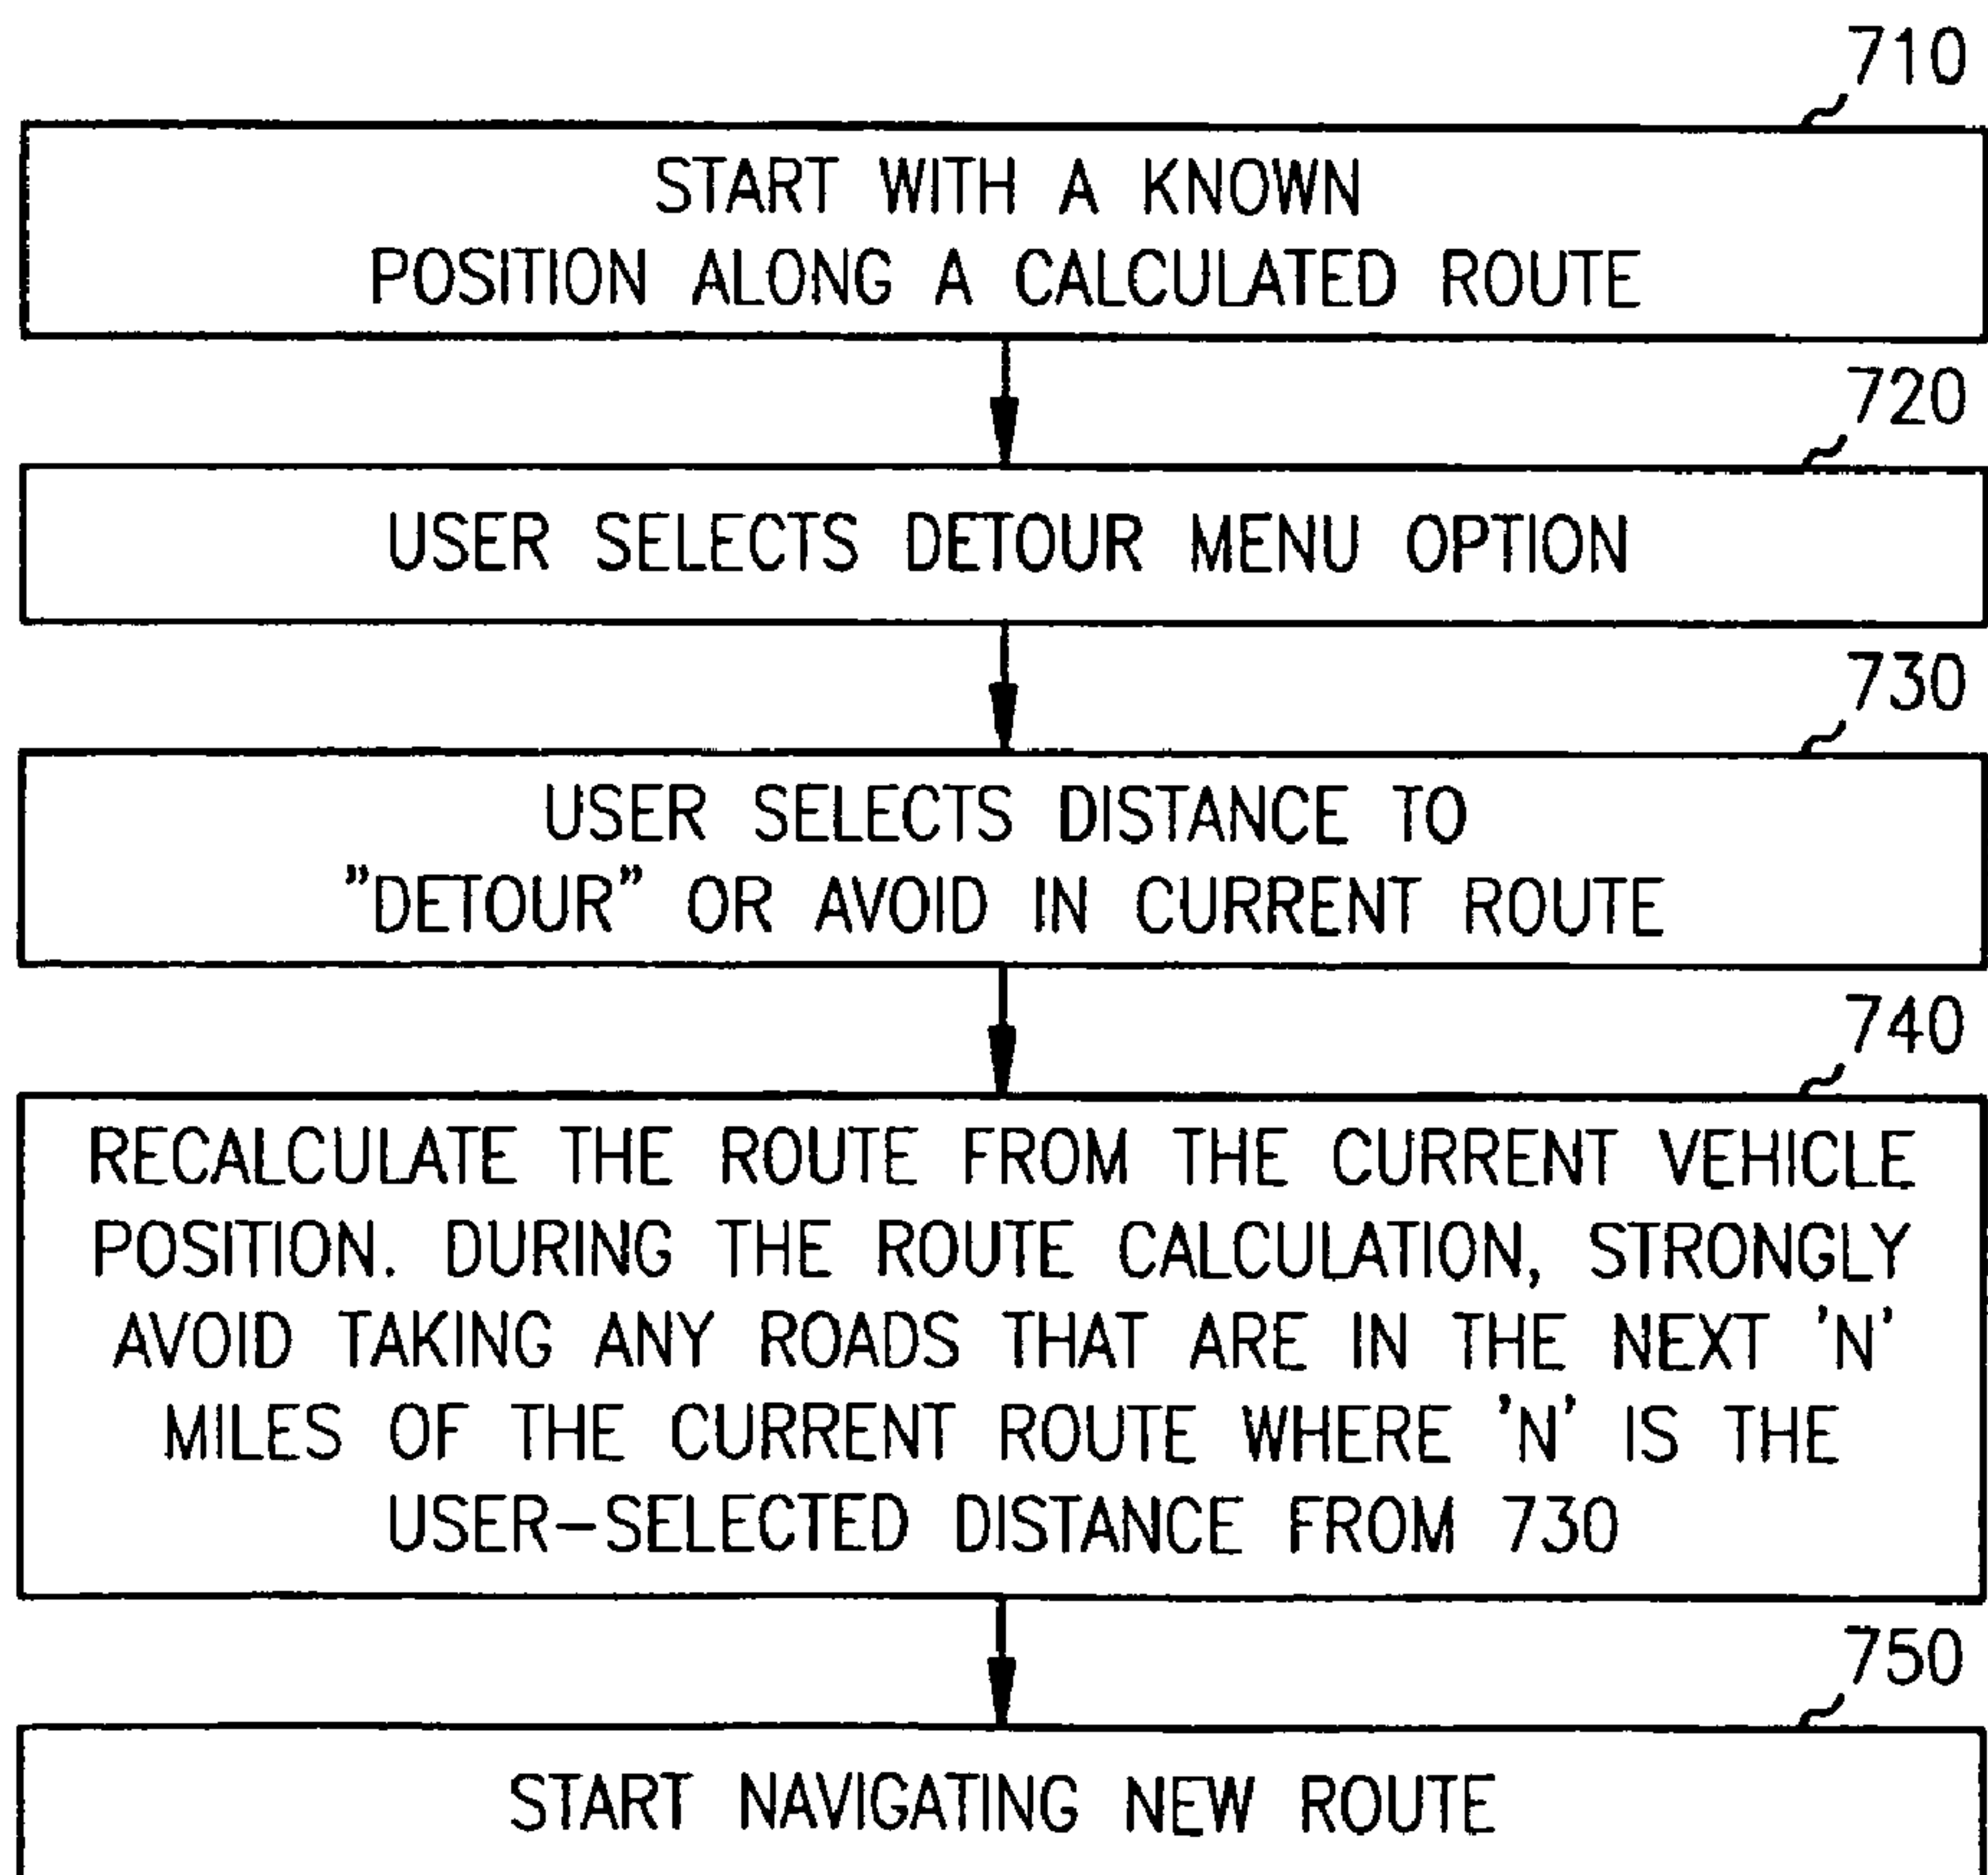 710
START WITH A KNOWN
POSITION ALONG A CALCULATED ROUTE
720
USER SELECTS DETOUR MENU OPTION
730
USER SELECTS DISTANCE TO
"DETOUR" OR AVOID IN CURRENT ROUTE
740
RECALCULATE THE ROUTE FROM THE CURRENT VEHICLE
POSITION. DURING THE ROUTE CALCULATION, STRONGLY
AVOID TAKING ANY ROADS THAT ARE IN THE NEXT 'N'
MILES OF THE CURRENT ROUTE WHERE 'N' IS THE
USER-SELECTED DISTANCE FROM 730
750
START NAVIGATING NEW ROUTE